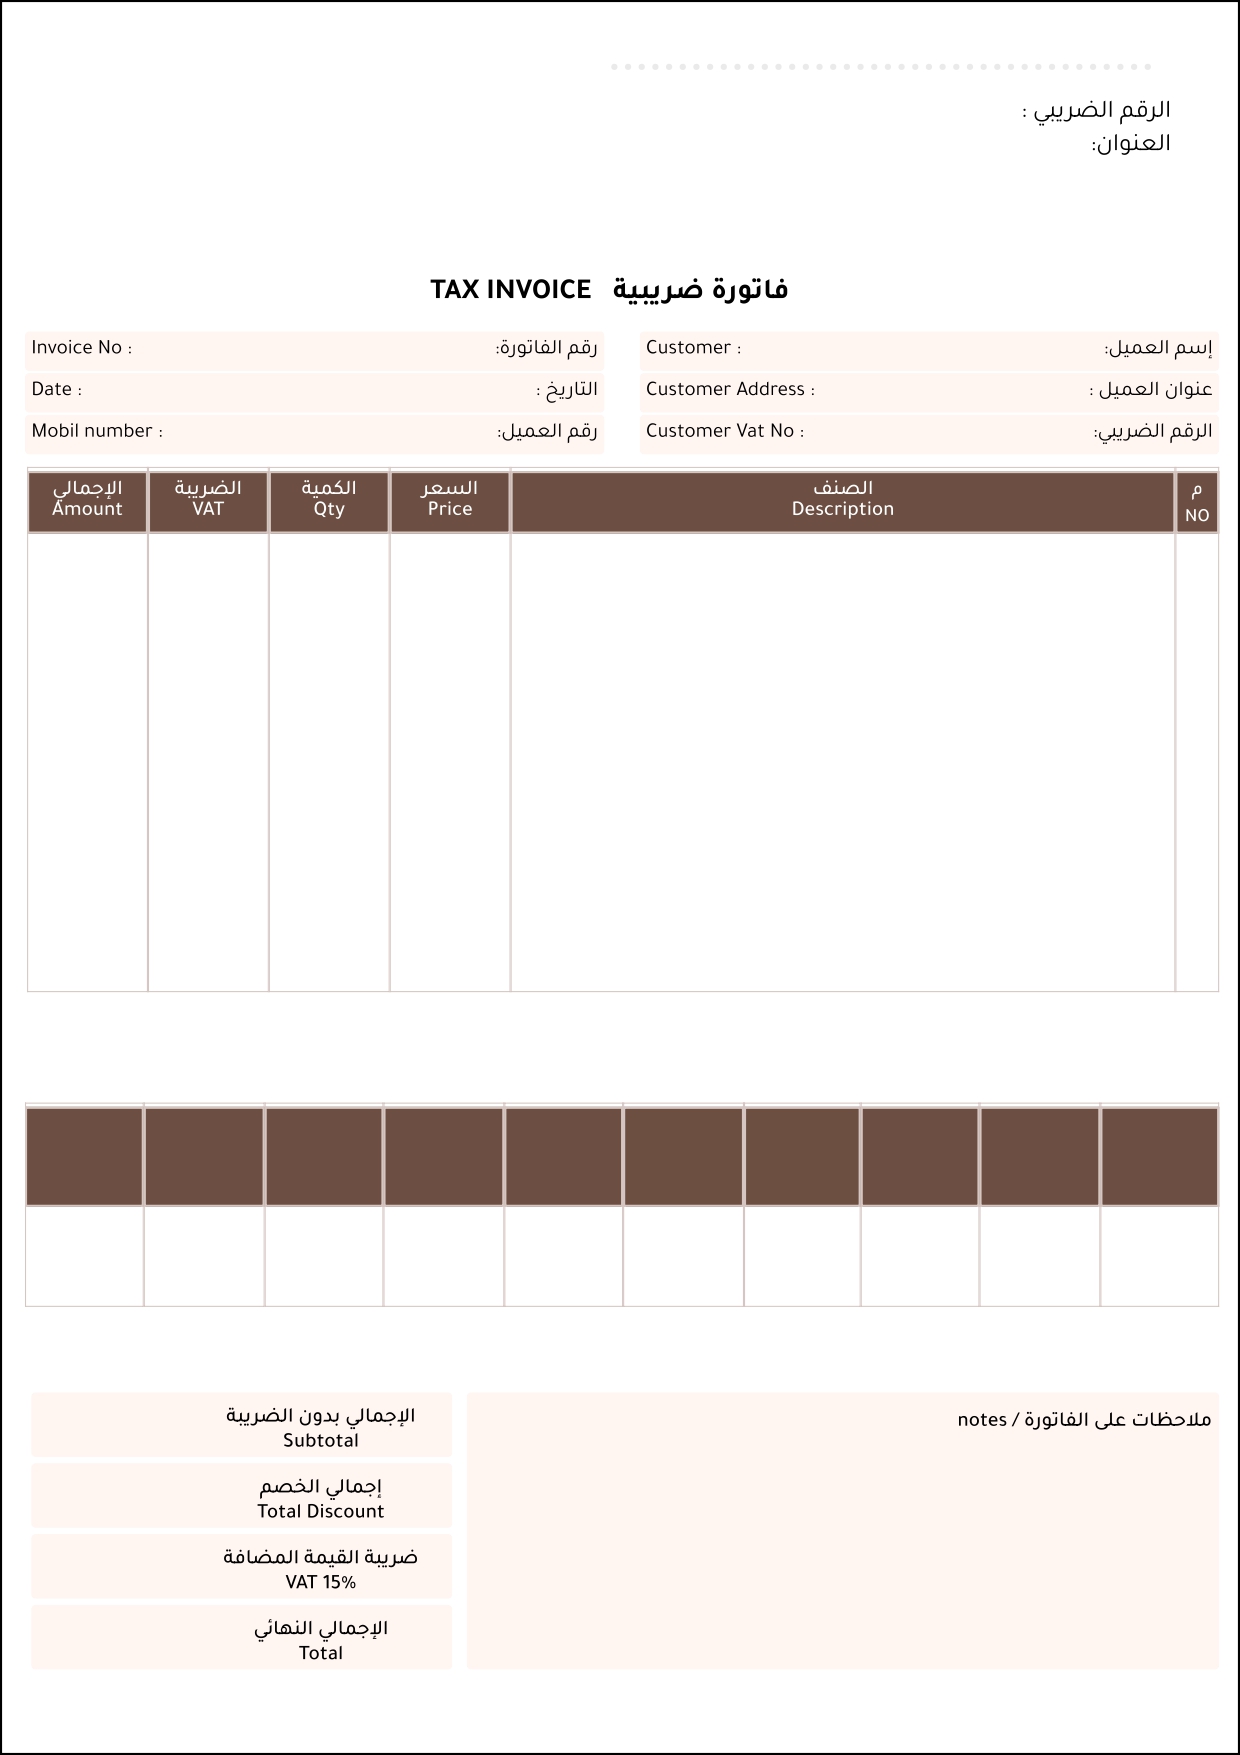 الرقم الضريبي :
العنوان:
فاتورة ضريبية TAX INVOICE
إسم العميل: Customer :
رقم الفاتورة: Invoice No :
عنوان العميل : Customer Address :
التاريخ : Date :
الرقم الضريبي: Customer Vat No :
رقم العميل: Mobil number :
م الصنف السعر الكمية الضريبة الإجمالي
NO Description Price Qty VAT Amount
ملاحظات على الفاتورة / notes
الإجمالي بدون الضريبة
Subtotal
إجمالي الخصم
Total Discount
ضريبة القيمة المضافة
VAT 15%
الإجمالي النهائي
Total